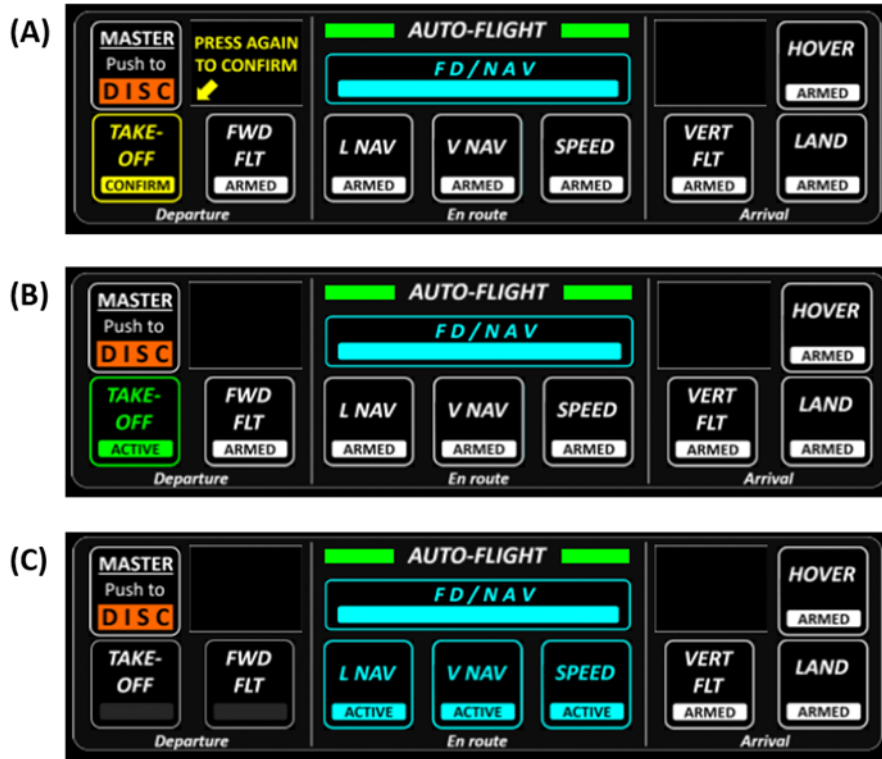 (A)
MASTER
Push to
DISC
PRESS AGAIN
TO CONFIRM
TAKE-
OFF
CONFIRM
FWD
FLT
ARMED
Departure
AUTO-FLIGHT
FD/NAV
L NAV
ARMED
V NAV
ARMED
SPEED
ARMED
En route
HOVER
ARMED
VERT
FLT
ARMED
LAND
ARMED
Arrival
(B)
MASTER
Push to
DISC
TAKE-
OFF
ACTIVE
FWD
FLT
ARMED
Departure
AUTO-FLIGHT
FD/NAV
L NAV
ARMED
V NAV
ARMED
SPEED
ARMED
En route
HOVER
ARMED
VERT
FLT
ARMED
LAND
ARMED
Arrival
(C)
MASTER
Push to
DISC
TAKE-
OFF
FWD
FLT
Departure
AUTO-FLIGHT
FD/NAV
L NAV
ACTIVE
V NAV
ACTIVE
SPEED
ACTIVE
En route
HOVER
ARMED
VERT
FLT
ARMED
LAND
ARMED
Arrival